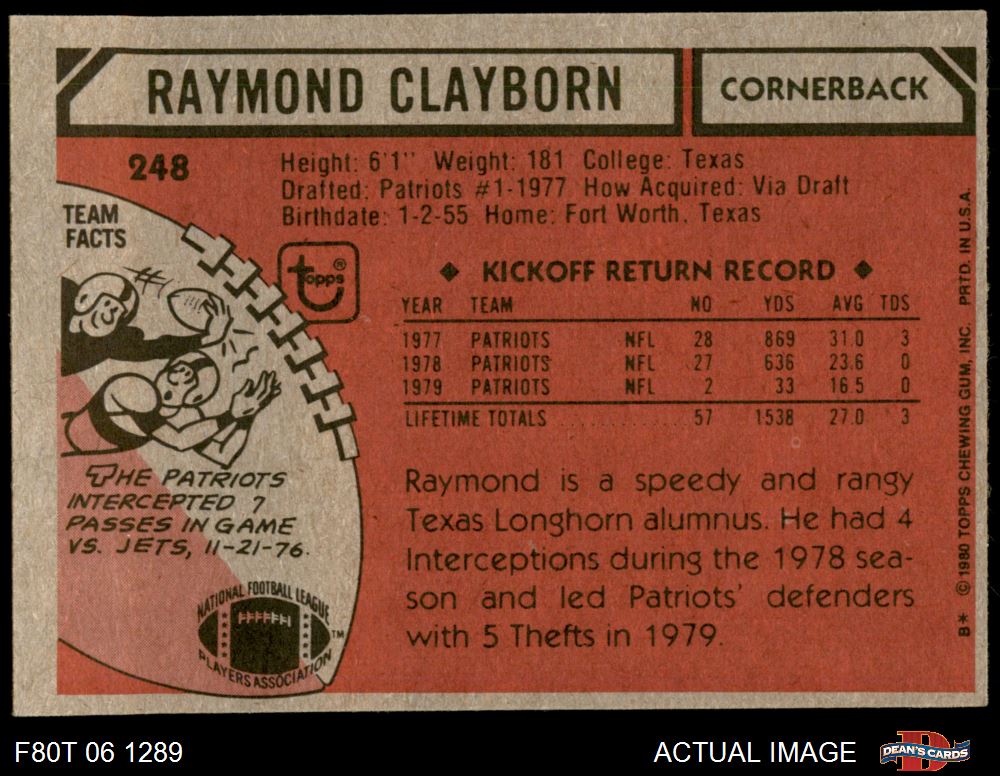 RAYMOND CLAYBORN
CORNERBACK
248
Height: 6'1" Weight: 181 College: Texas
Drafted: Patriots #1-1977 How Acquired: Via Draft
Birthdate: 1-2-55 Home: Fort Worth, Texas
TEAM
FACTS
#1
topps®
◆ KICKOFF RETURN RECORD ◆
YEAR TEAM NO YDS AVG TDS
1977 PATRIOTS NFL 28 869 31.0 3
1978 PATRIOTS NFL 27 636 23.6 0
1979 PATRIOTS NFL 2 33 16.5 0
LIFETIME TOTALS 57 1538 27.0 3
THE PATRIOTS
INTERCEPTED 7
PASSES IN GAME
VS. JETS, 11-21-76.
Raymond is a speedy and rangy
Texas Longhorn alumnus. He had 4
Interceptions during the 1978 sea-
son and led Patriots' defenders
with 5 Thefts in 1979.
NATIONAL FOOTBALL LEAGUE
PLAYERS ASSOCIATION
TM
B* © 1980 TOPPS CHEWING GUM, INC. PRTD. IN U.S.A.
F80T 06 1289
ACTUAL IMAGE
D
DEAN'S CARDS